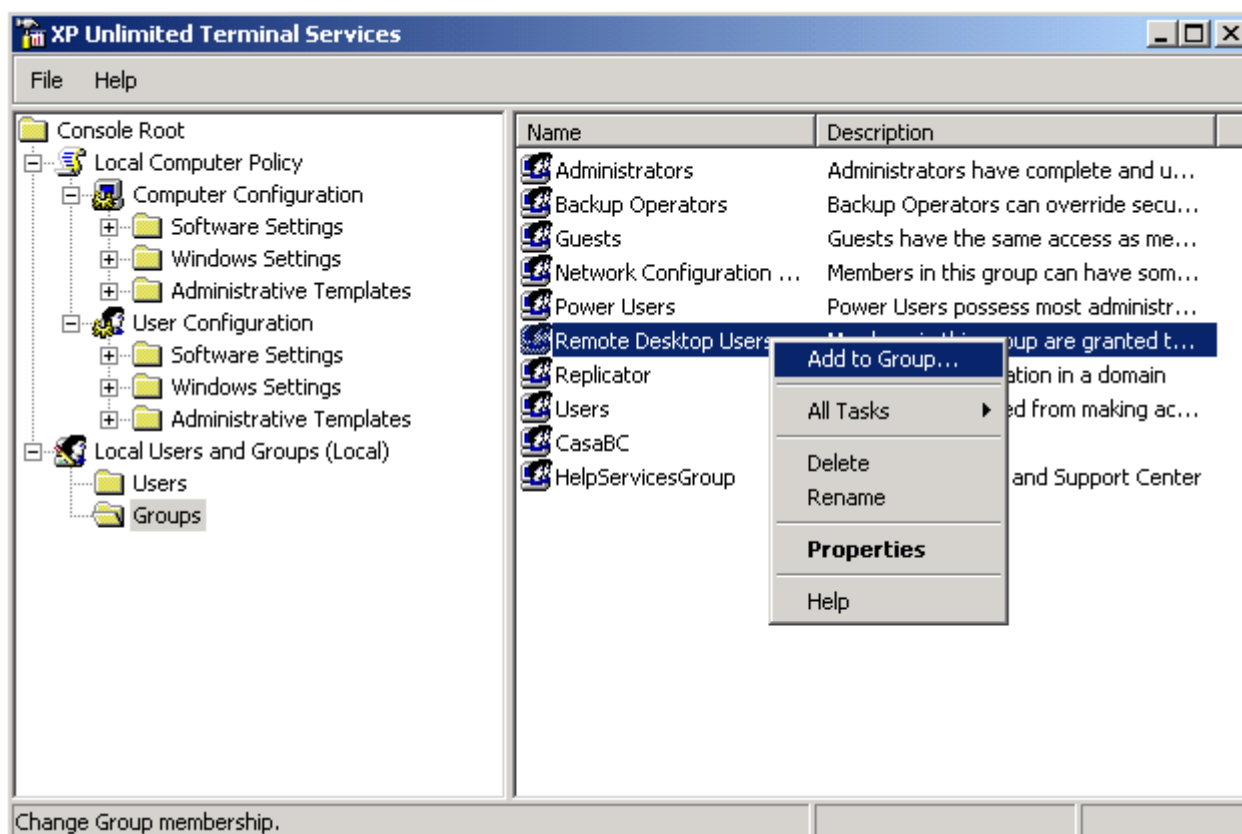 XP Unlimited Terminal Services
File Help
Console Root
Local Computer Policy
Computer Configuration
Software Settings
Windows Settings
Administrative Templates
User Configuration
Software Settings
Windows Settings
Administrative Templates
Local Users and Groups (Local)
Users
Groups
Name Description
Administrators Administrators have complete and u...
Backup Operators Backup Operators can override secu...
Guests Guests have the same access as me...
Network Configuration ... Members in this group can have som...
Power Users Power Users possess most administr...
Remote Desktop Users up are granted t...
Replicator ation in a domain
Users ed from making ac...
CasaBC
HelpServicesGroup and Support Center
Add to Group...
All Tasks
Delete
Rename
Properties
Help
Change Group membership.